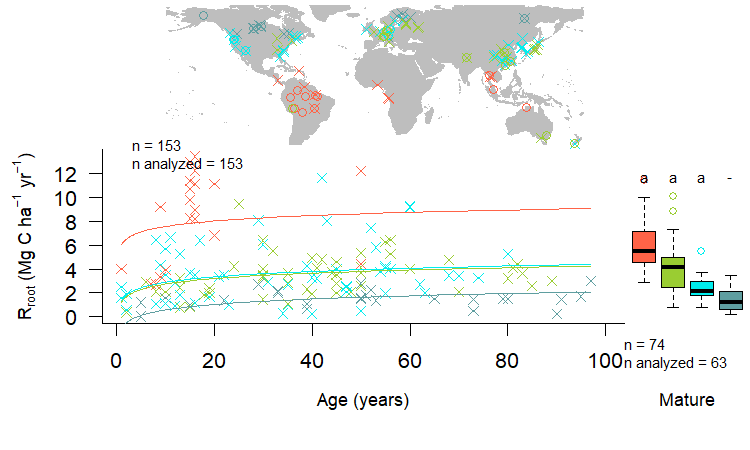 n = 153
n analyzed = 153
12
10
8
6
4
2
0
R root (Mg C ha⁻¹ yr⁻¹)
0 20 40 60 80 100
Age (years)
a a a -
n = 74
n analyzed = 63
Mature